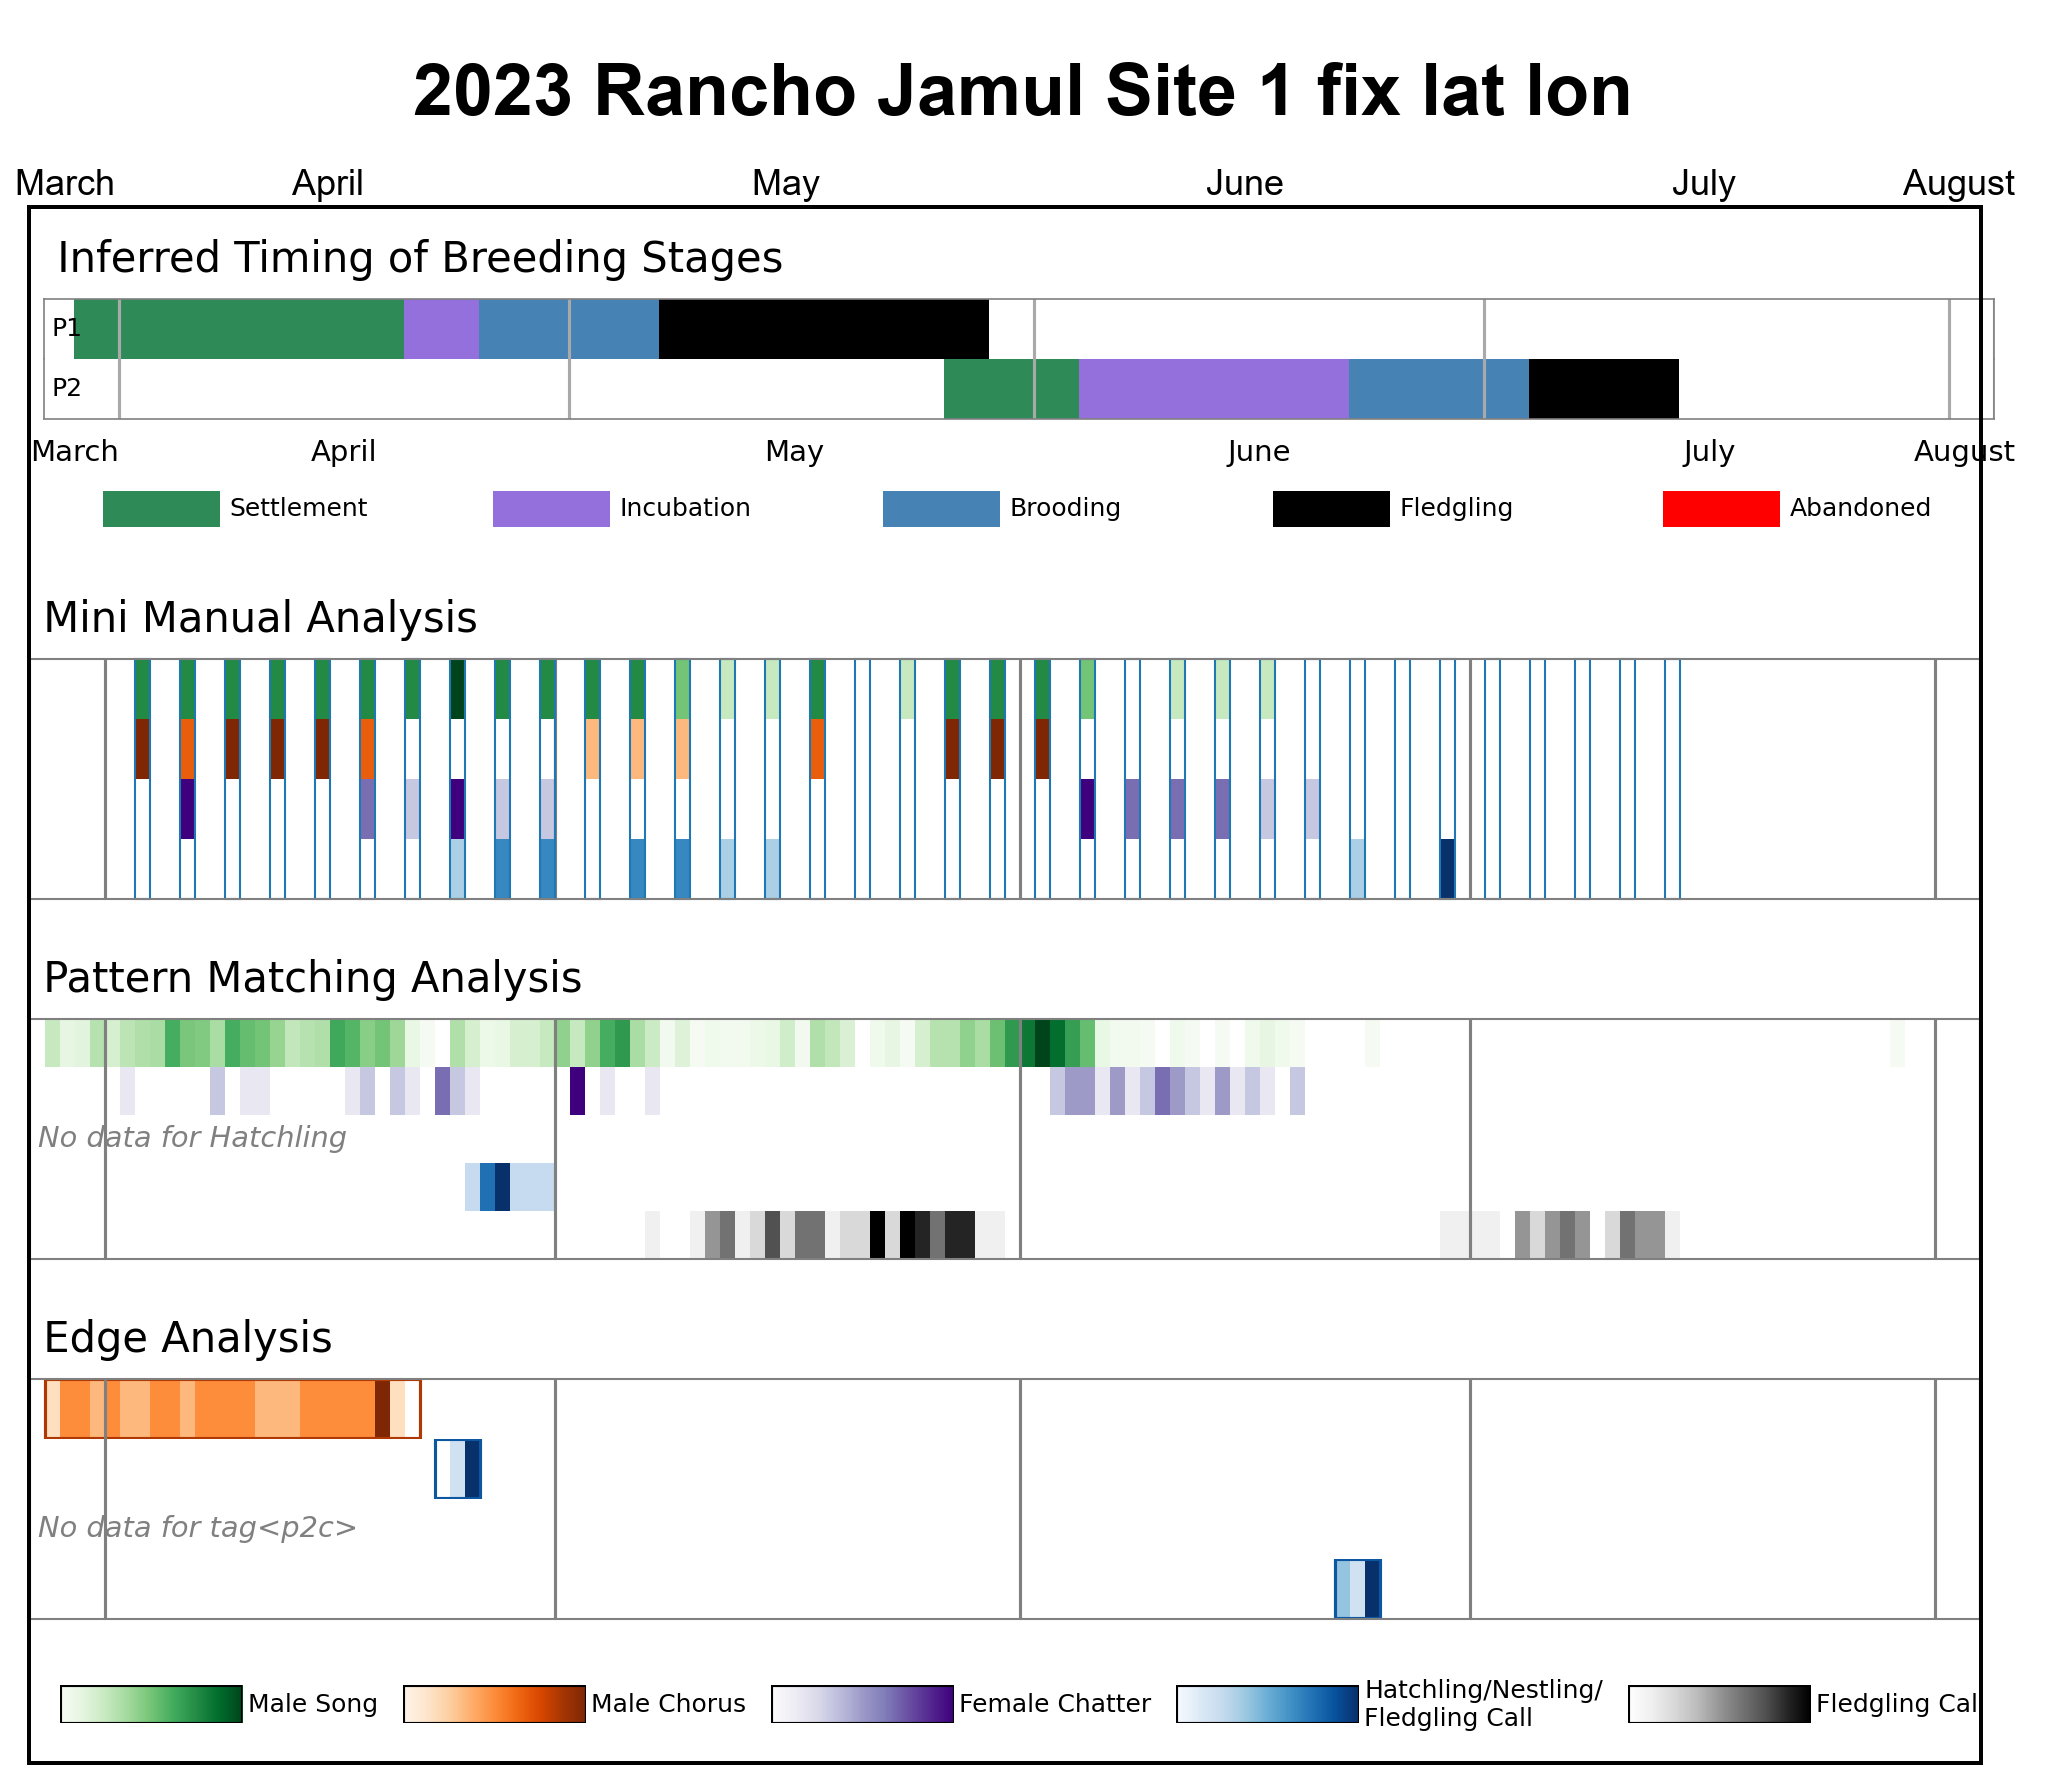 2023 Rancho Jamul Site 1 fix lat lon
March April May June July August
Inferred Timing of Breeding Stages
P1
P2
March April May June July August
Settlement Incubation Brooding Fledgling Abandoned
Mini Manual Analysis
Pattern Matching Analysis
No data for Hatchling
Edge Analysis
No data for tag<p2c>
Male Song Male Chorus Female Chatter Hatchling/Nestling/
Fledgling Call Fledgling Cal